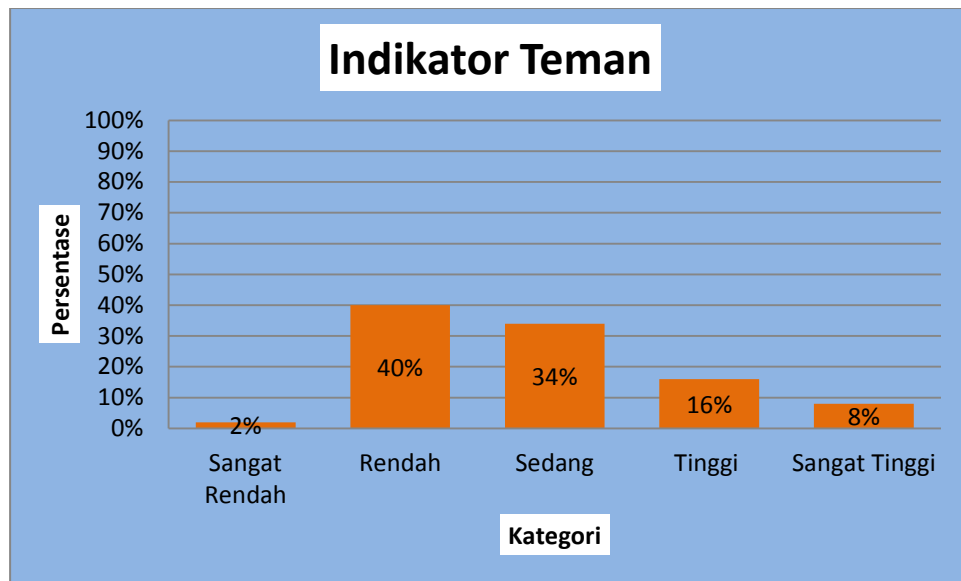 Indikator Teman
100%
90%
80%
70%
60%
50%
40%
30%
20%
10%
0%
Persentase
2%
40%
34%
16%
8%
Sangat
Rendah
Rendah
Sedang
Tinggi
Sangat Tinggi
Kategori